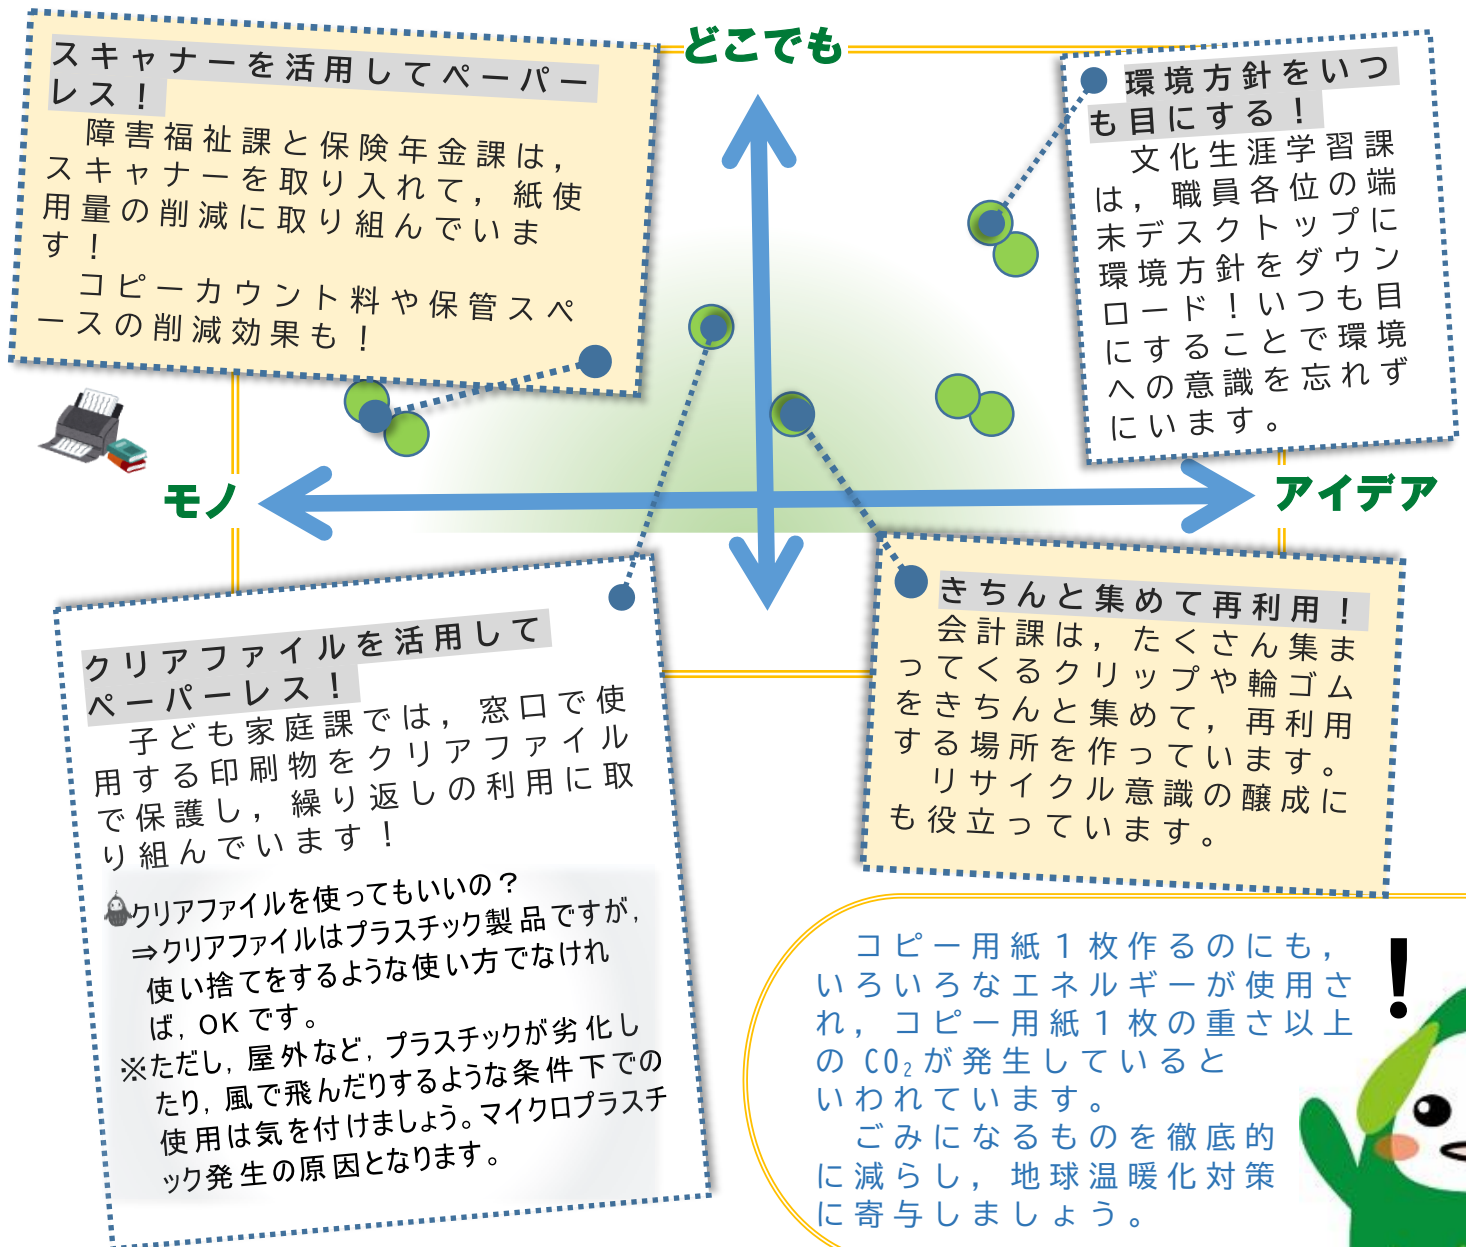 どこでも
スキャナーを活用してペーパー
レス！
障害福祉課と保険年金課は，
スキャナーを取り入れて，紙使
用量の削減に取り組んでいま
す！
コピーカウント料や保管スペ
ースの削減効果も！
環境方針をいつ
も目にする！
文化生涯学習課
は，職員各位の端
末デスクトップに
環境方針をダウン
ロード！いつも目
にすることで環境
への意識を忘れず
にいます。
モノ
アイデア
クリアファイルを活用して
ペーパーレス！
子ども家庭課では，窓口で使
用する印刷物をクリアファイル
で保護し，繰り返しの利用に取
り組んでいます！
クリアファイルを使ってもいいの？
⇒クリアファイルはプラスチック製品ですが，
使い捨てをするような使い方でなけれ
ば，OKです。
※ただし，屋外など，プラスチックが劣化し
たり，風で飛んだりするような条件下での
使用は気を付けましょう。マイクロプラスチ
ック発生の原因となります。
きちんと集めて再利用！
会計課は，たくさん集ま
ってくるクリップや輪ゴム
をきちんと集めて，再利用
する場所を作っています。
リサイクル意識の醸成に
も役立っています。
コピー用紙１枚作るのにも，
いろいろなエネルギーが使用さ
れ，コピー用紙１枚の重さ以上
の CO₂が発生していると
いわれています。
ごみになるものを徹底的
に減らし，地球温暖化対策
に寄与しましょう。
！